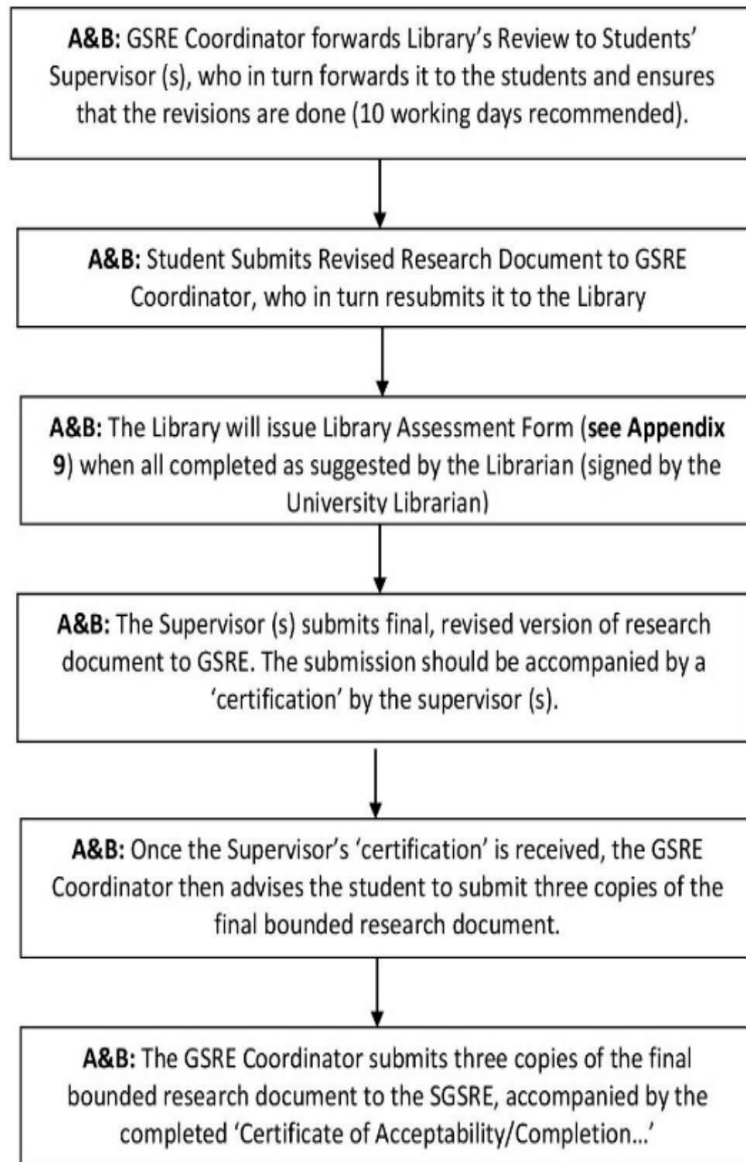 A&B: GSRE Coordinator forwards Library's Review to Students'
Supervisor (s), who in turn forwards it to the students and ensures
that the revisions are done (10 working days recommended).
A&B: Student Submits Revised Research Document to GSRE
Coordinator, who in turn resubmits it to the Library
A&B: The Library will issue Library Assessment Form (see Appendix
9) when all completed as suggested by the Librarian (signed by the
University Librarian)
A&B: The Supervisor (s) submits final, revised version of research
document to GSRE. The submission should be accompanied by a
‘certification’ by the supervisor (s).
A&B: Once the Supervisor's ‘certification’ is received, the GSRE
Coordinator then advises the student to submit three copies of the
final bounded research document.
A&B: The GSRE Coordinator submits three copies of the final
bounded research document to the SGSRE, accompanied by the
completed ‘Certificate of Acceptability/Completion...’